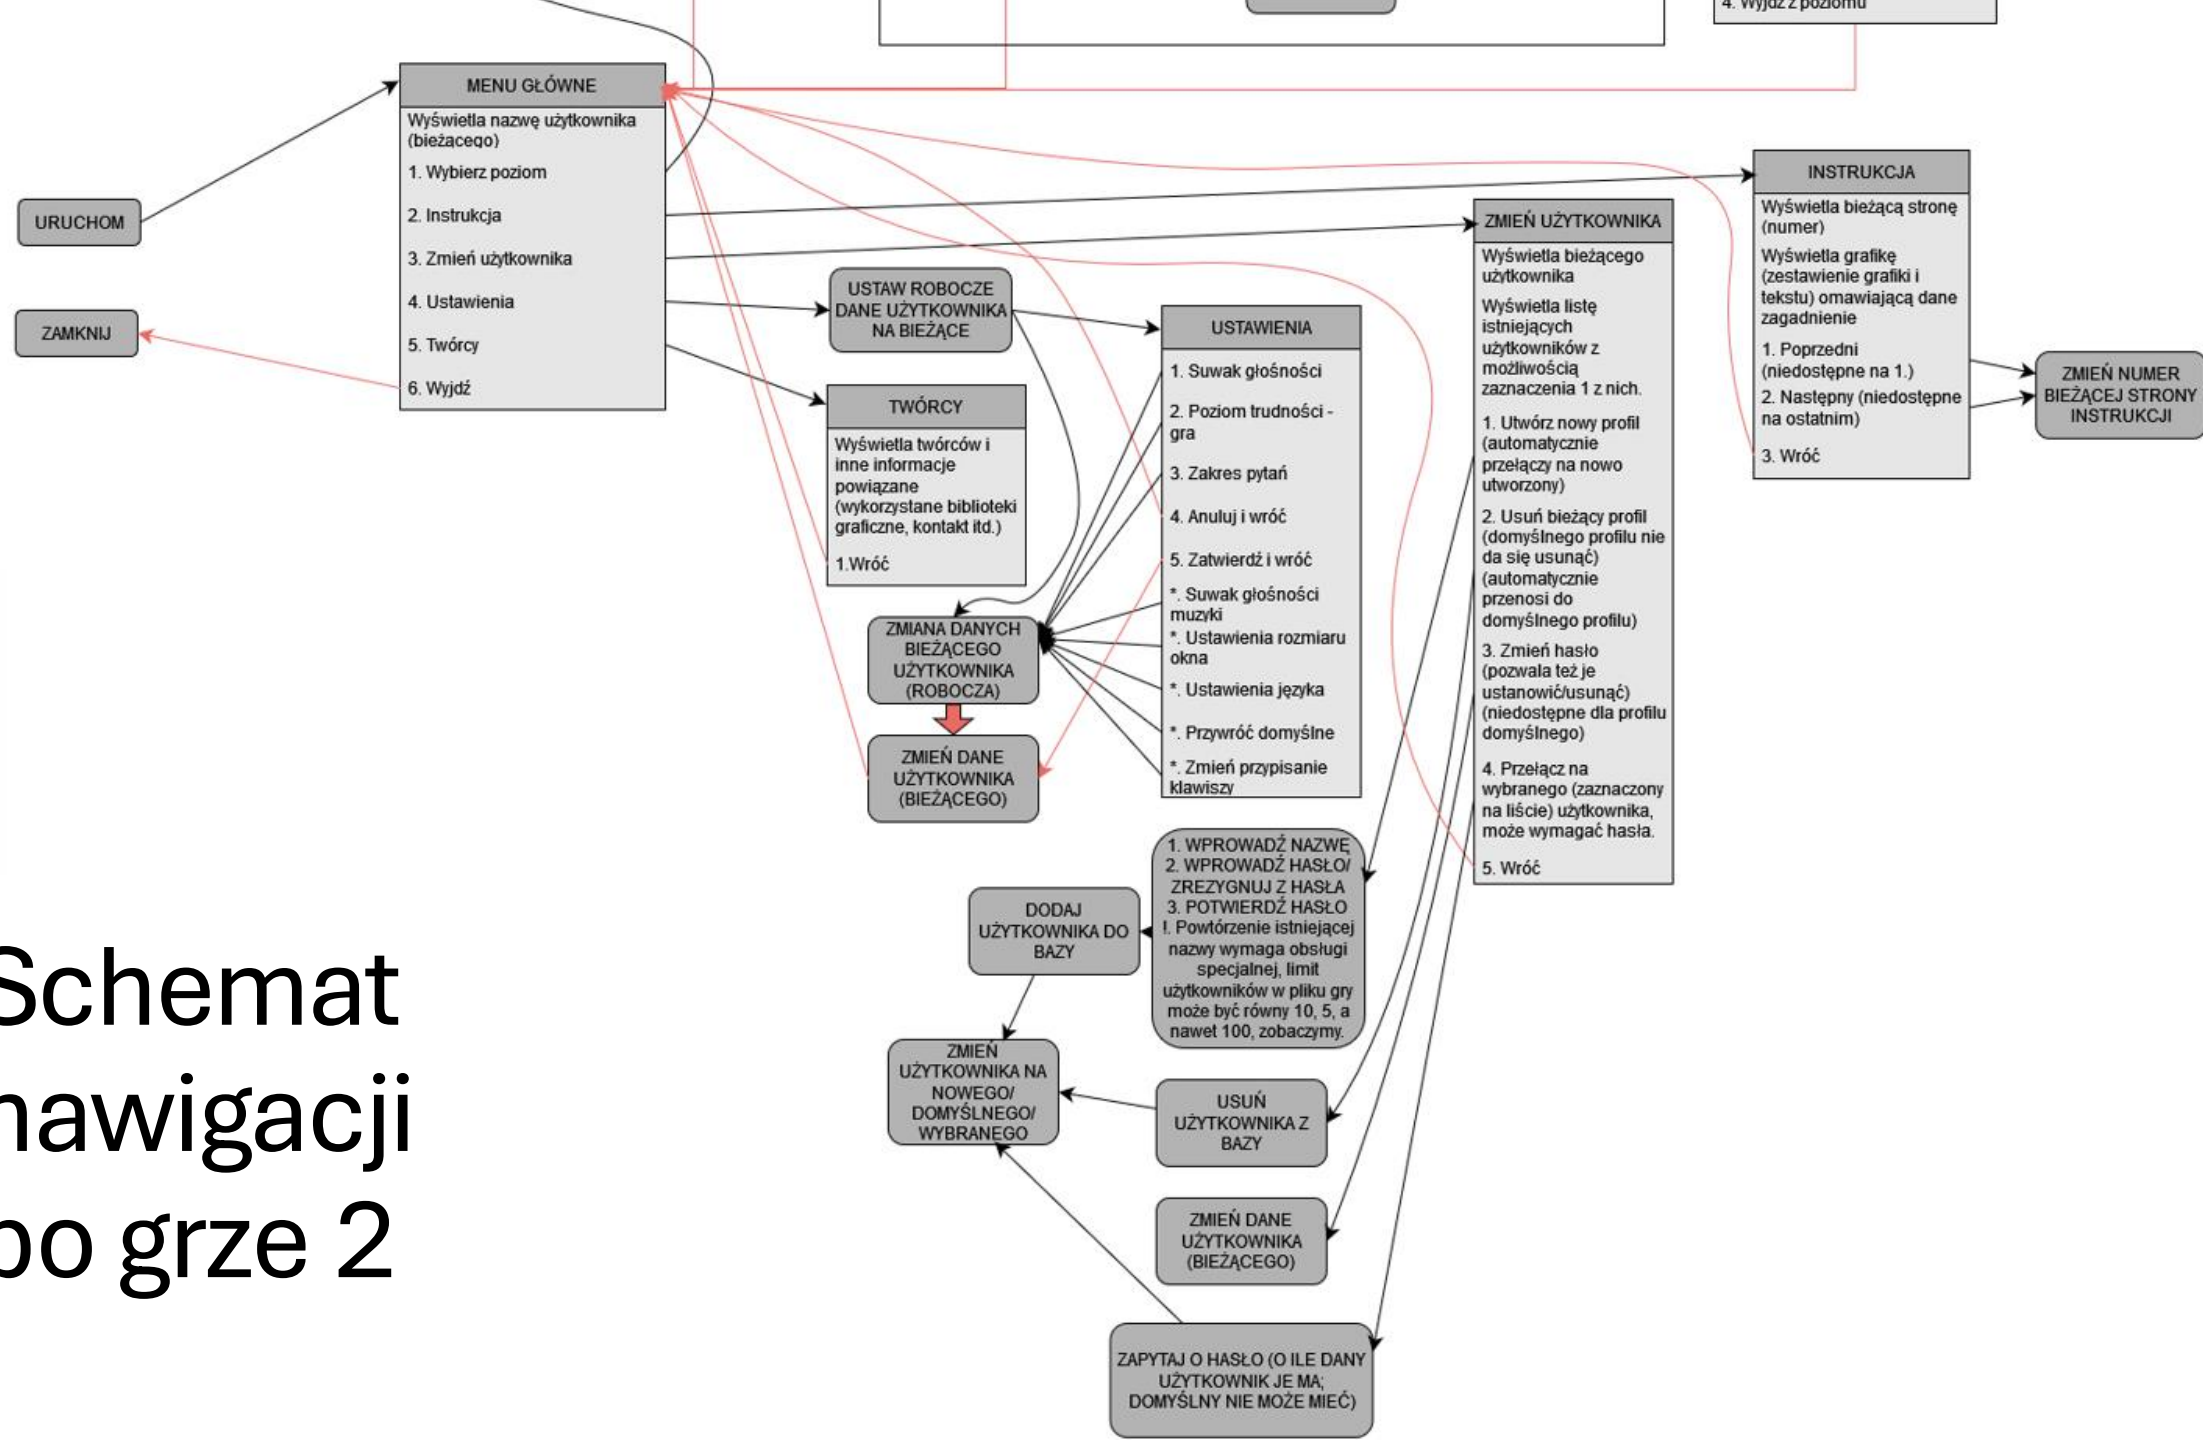 4. Wyjdź z poziomu
MENU GŁÓWNE
Wyświetla nazwę użytkownika
(bieżącego)
1. Wybierz poziom
2. Instrukcja
3. Zmień użytkownika
4. Ustawienia
5. Twórcy
6. Wyjdź
URUCHOM
ZAMKNIJ
USTAW ROBOCZE
DANE UŻYTKOWNIKA
NA BIEŻĄCE
TWÓRCY
Wyświetla twórców i
inne informacje
powiązane
(wykorzystane biblioteki
graficzne, kontakt itd.)
1.Wróć
ZMIANA DANYCH
BIEŻĄCEGO
UŻYTKOWNIKA
(ROBOCZA)
ZMIEŃ DANE
UŻYTKOWNIKA
(BIEŻĄCEGO)
USTAWIENIA
1. Suwak głośności
2. Poziom trudności -
gra
3. Zakres pytań
4. Anuluj i wróć
5. Zatwierdź i wróć
*. Suwak głośności
muzyki
*. Ustawienia rozmiaru
okna
*. Ustawienia języka
*. Przywróć domyślne
*. Zmień przypisanie
klawiszy
ZMIEŃ UŻYTKOWNIKA
Wyświetla bieżącego
użytkownika
Wyświetla listę
istniejących
użytkowników z
możliwością
zaznaczenia 1 z nich.
1. Utwórz nowy profil
(automatycznie
przełączy na nowo
utworzony)
2. Usuń bieżący profil
(domyślnego profilu nie
da się usunąć)
(automatycznie
przenosi do
domyślnego profilu)
3. Zmień hasło
(pozwala też je
ustanowić/usunąć)
(niedostępne dla profilu
domyślnego)
4. Przełącz na
wybranego (zaznaczony
na liście) użytkownika,
może wymagać hasła.
5. Wróć
INSTRUKCJA
Wyświetla bieżącą stronę
(numer)
Wyświetla grafikę
(zestawienie grafiki i
tekstu) omawiającą dane
zagadnienie
1. Poprzedni
(niedostępne na 1.)
2. Następny (niedostępne
na ostatnim)
3. Wróć
ZMIEŃ NUMER
BIEŻĄCEJ STRONY
INSTRUKCJI
1. WPROWADŹ NAZWĘ
2. WPROWADŹ HASŁO/
ZREZYGNUJ Z HASŁA
3. POTWIERDŹ HASŁO
!. Powtórzenie istniejącej
nazwy wymaga obsługi
specjalnej, limit
użytkowników w pliku gry
może być równy 10, 5, a
nawet 100, zobaczymy.
DODAJ
UŻYTKOWNIKA DO
BAZY
ZMIEŃ
UŻYTKOWNIKA NA
NOWEGO/
DOMYŚLNEGO/
WYBRANEGO
USUŃ
UŻYTKOWNIKA Z
BAZY
ZMIEŃ DANE
UŻYTKOWNIKA
(BIEŻĄCEGO)
ZAPYTAJ O HASŁO (O ILE DANY
UŻYTKOWNIK JE MA;
DOMYŚLNY NIE MOŻE MIEĆ)
Schemat
nawigacji
po grze 2